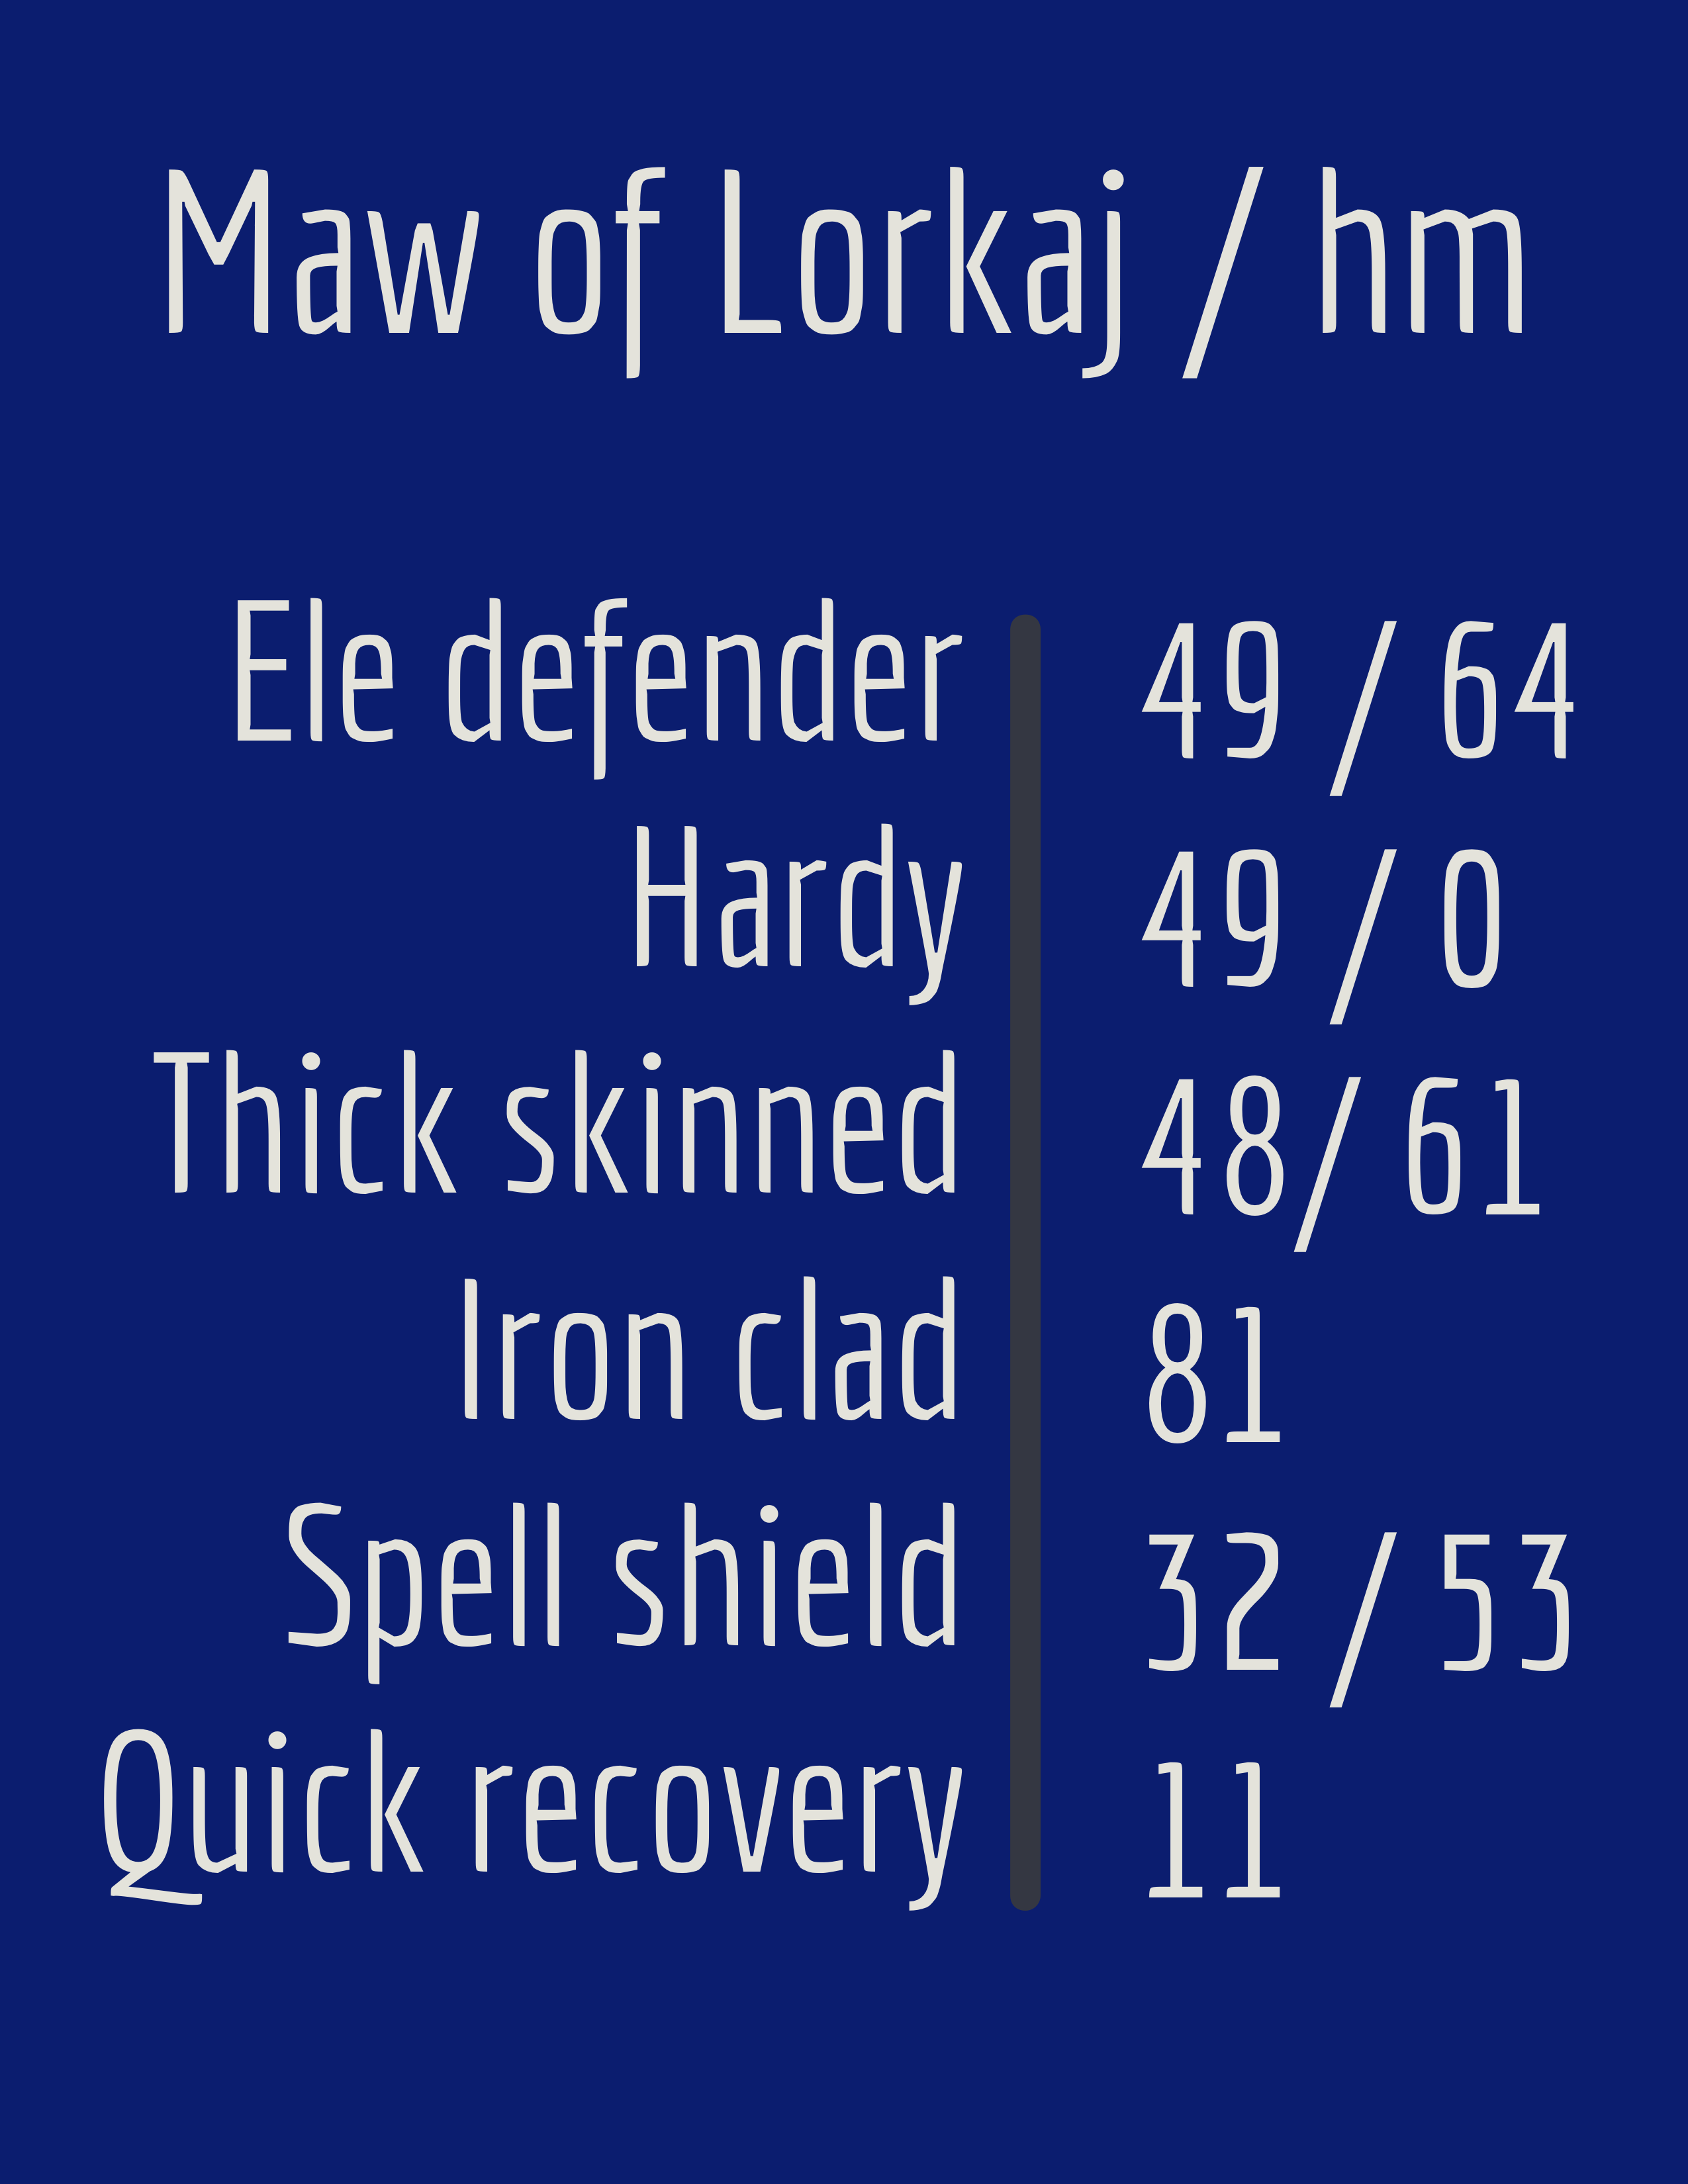 Maw of Lorkaj / hm
Ele defender 49 / 64
Hardy 49 / 0
Thick skinned 48/ 61
Iron clad 81
Spell shield 32 / 53
Quick recovery 11